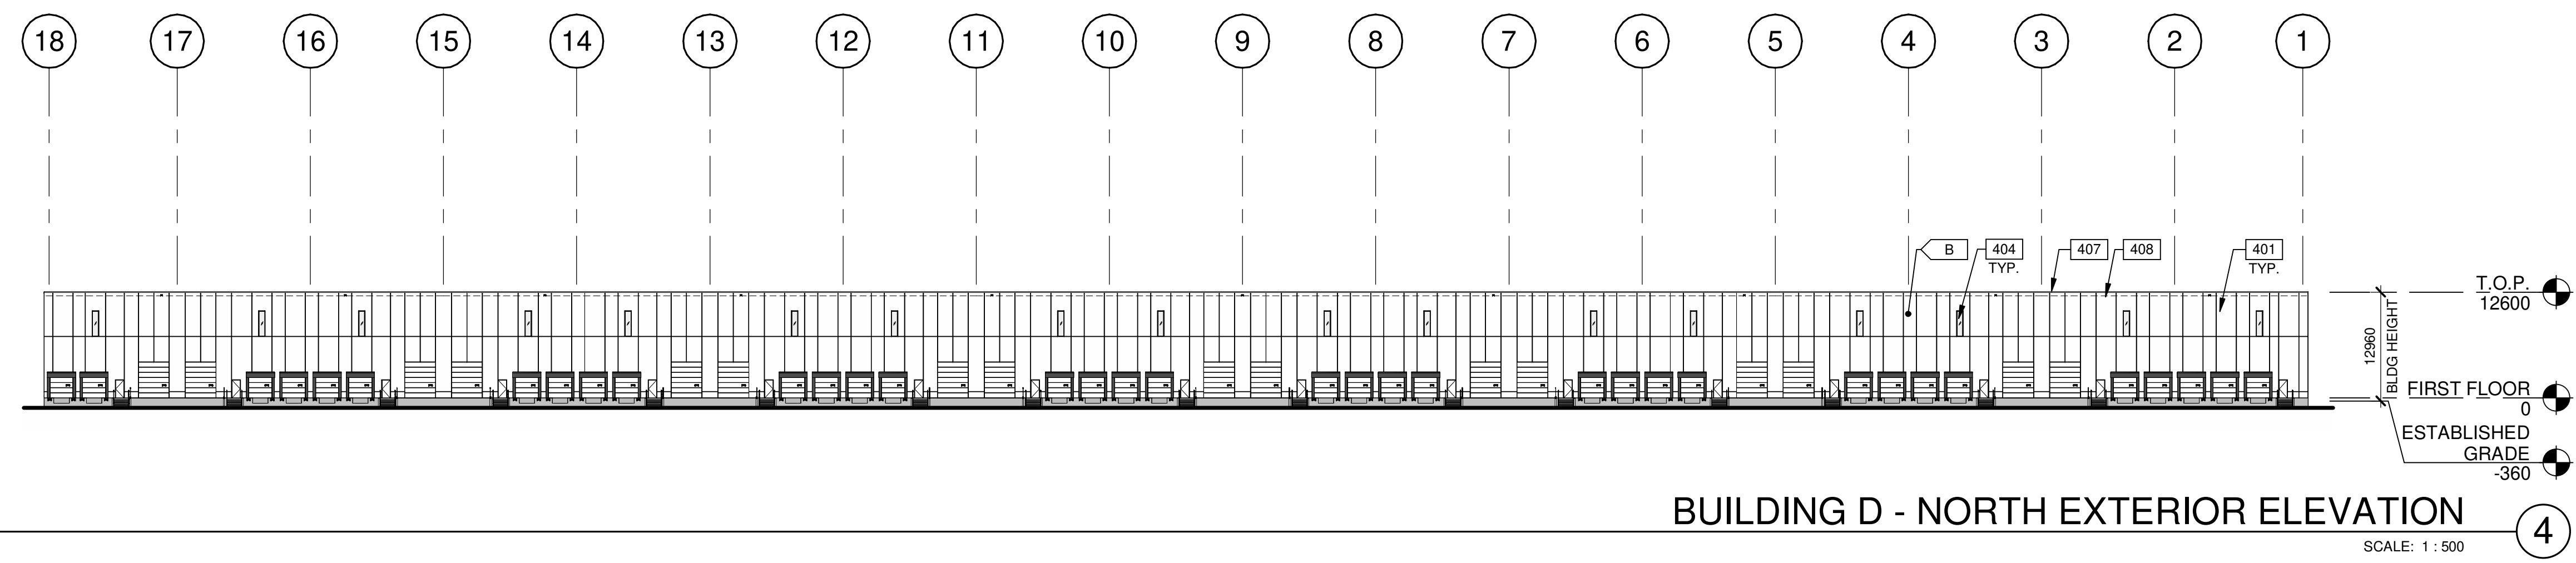 18 17 16 15 14 13 12 11 10 9 8 7 6 5 4 3 2 1
B 404 407 408 401
TYP. TYP.
T.O.P.
12600
12960
BLDG HEIGHT
FIRST FLOOR
0
ESTABLISHED
GRADE
-360
BUILDING D - NORTH EXTERIOR ELEVATION
4
SCALE: 1 : 500